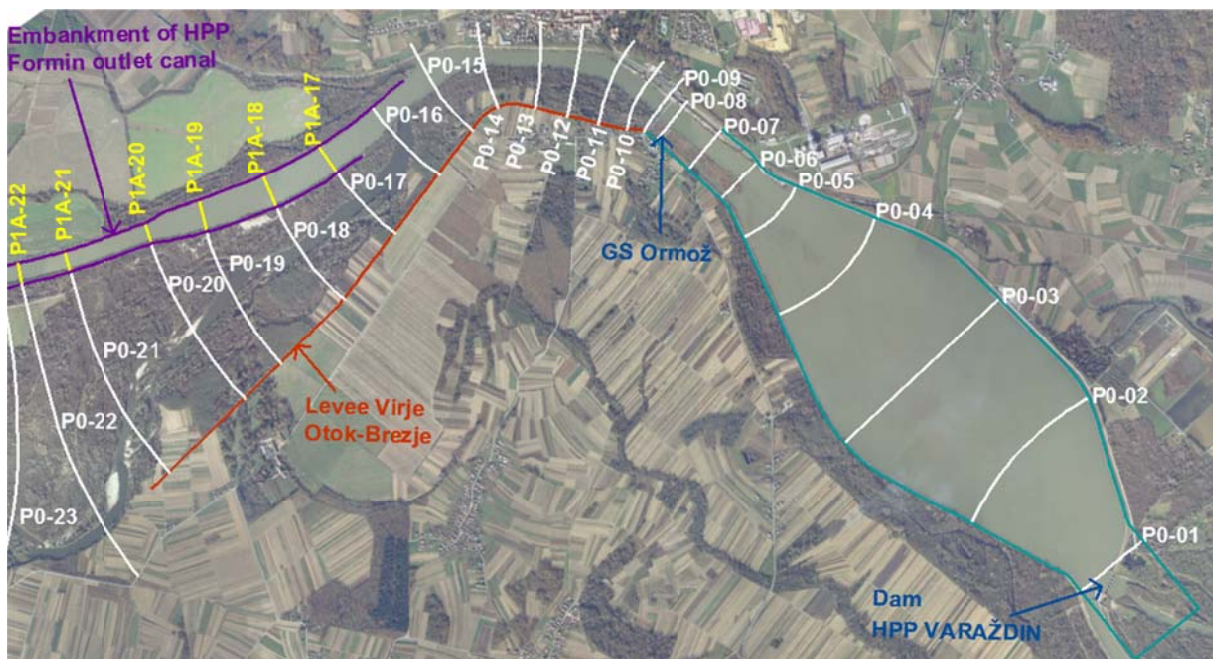 Embankment of HPP
Formin outlet canal
P1A-22
P1A-21
P1A-20
P1A-19
P1A-18
P1A-17
P0-15
P0-16
P0-17
P0-18
P0-19
P0-20
P0-21
P0-22
P0-23
P0-14
P0-13
P0-12
P0-11
P0-10
P0-09
P0-08
P0-07
P0-06
P0-05
P0-04
P0-03
P0-02
P0-01
GS Ormož
Levee Virje
Otok-Brezje
Dam
HPP VARAŽDIN